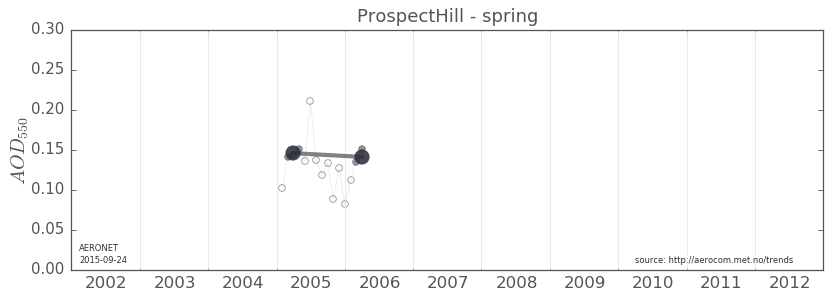 ProspectHill - spring
0.30
0.25
0.20
0.15
0.10
0.05
0.00
AOD550
AERONET
2015-09-24
source: http://aerocom.met.no/trends
2002 2003 2004 2005 2006 2007 2008 2009 2010 2011 2012